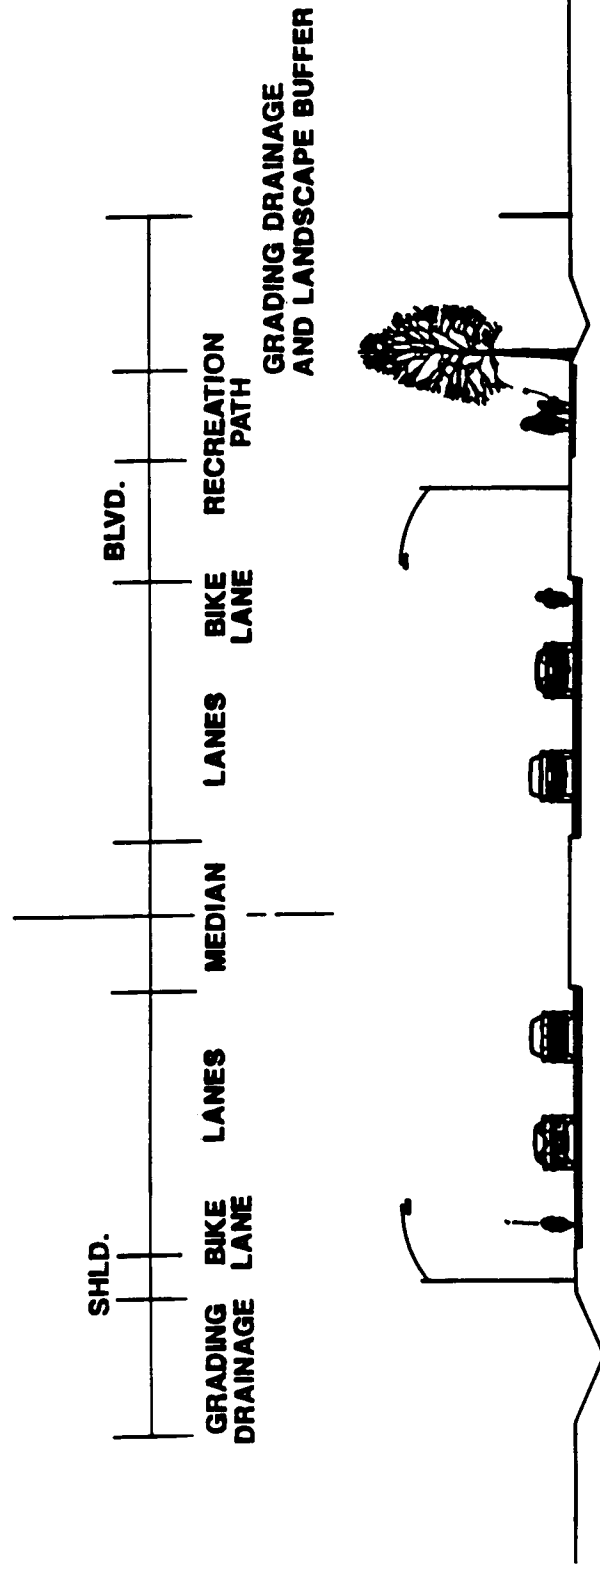 SHLD.
BLVD.
GRADING
DRAINAGE
BIKE
LANE
LANES
MEDIAN
LANES
BIKE
LANE
RECREATION
PATH
GRADING DRAINAGE
AND LANDSCAPE BUFFER